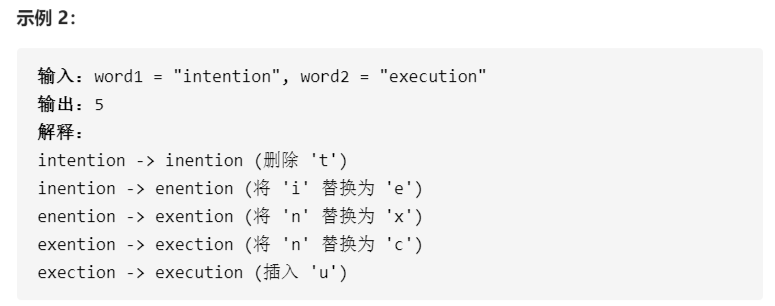 示例 2：
输入：word1 = "intention", word2 = "execution"
输出：5
解释：
intention -> inention (删除 't')
inention -> enention (将 'i' 替换为 'e')
enention -> exention (将 'n' 替换为 'x')
exention -> exection (将 'n' 替换为 'c')
exection -> execution (插入 'u')